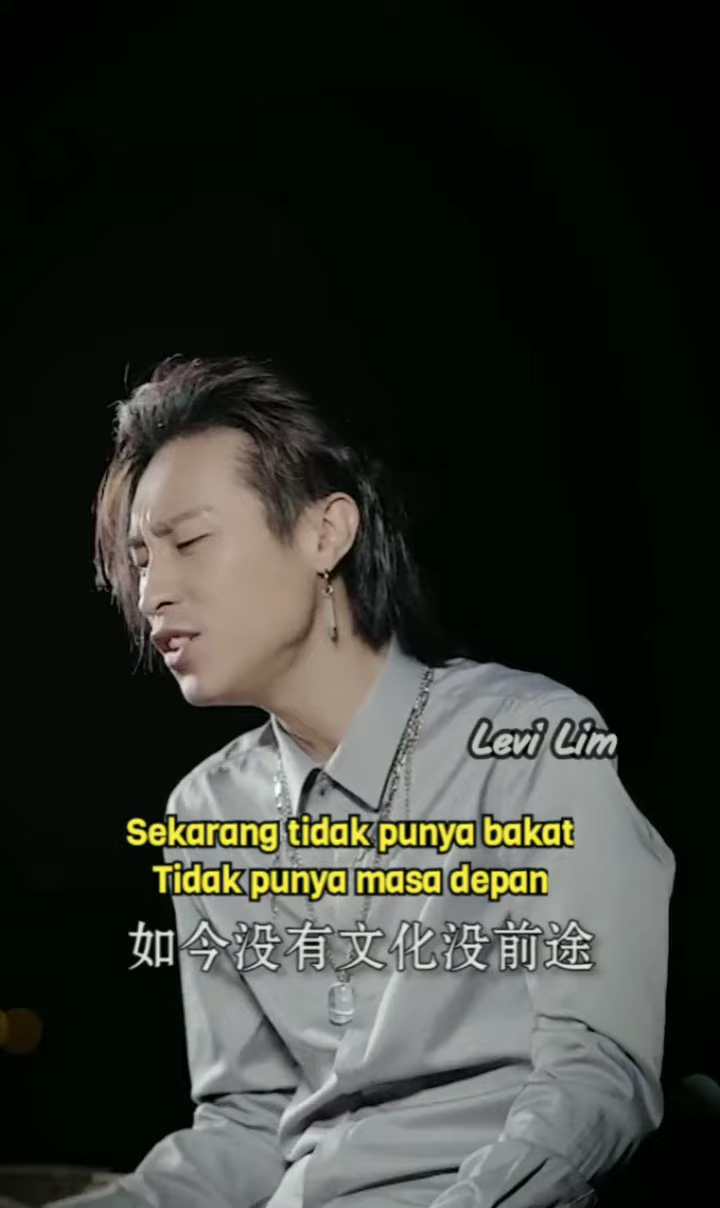 Levi Lim
Sekarang tidak punya bakat
Tidak punya masa depan
如今没有文化没前途